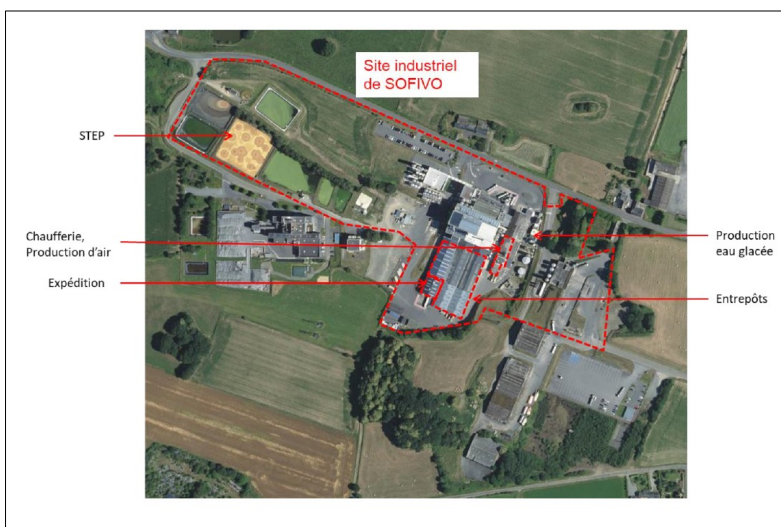 Site industriel
de SOFIVO
STEP
Chaufferie,
Production d'air
Expédition
Production
eau glacée
Entrepôts